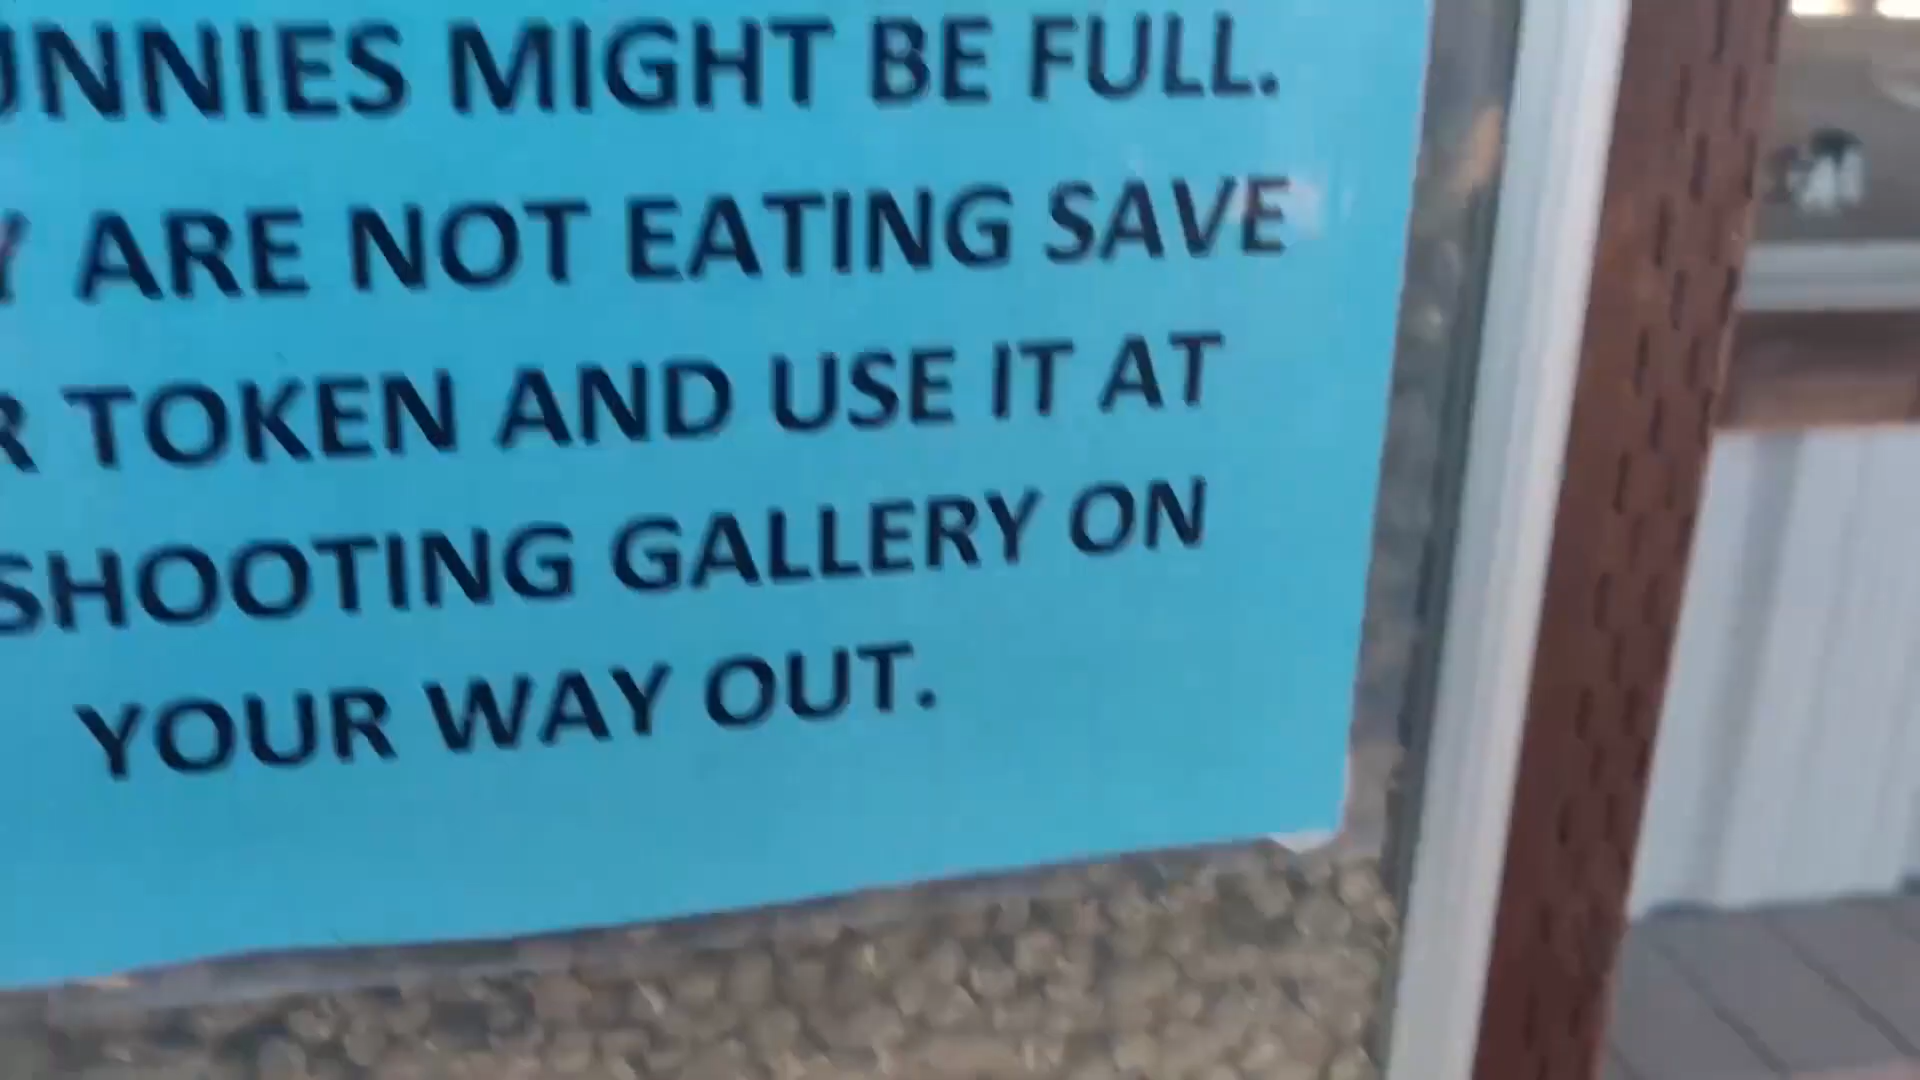 UNNIES MIGHT BE FULL.
Y ARE NOT EATING SAVE
R TOKEN AND USE IT AT
SHOOTING GALLERY ON
YOUR WAY OUT.